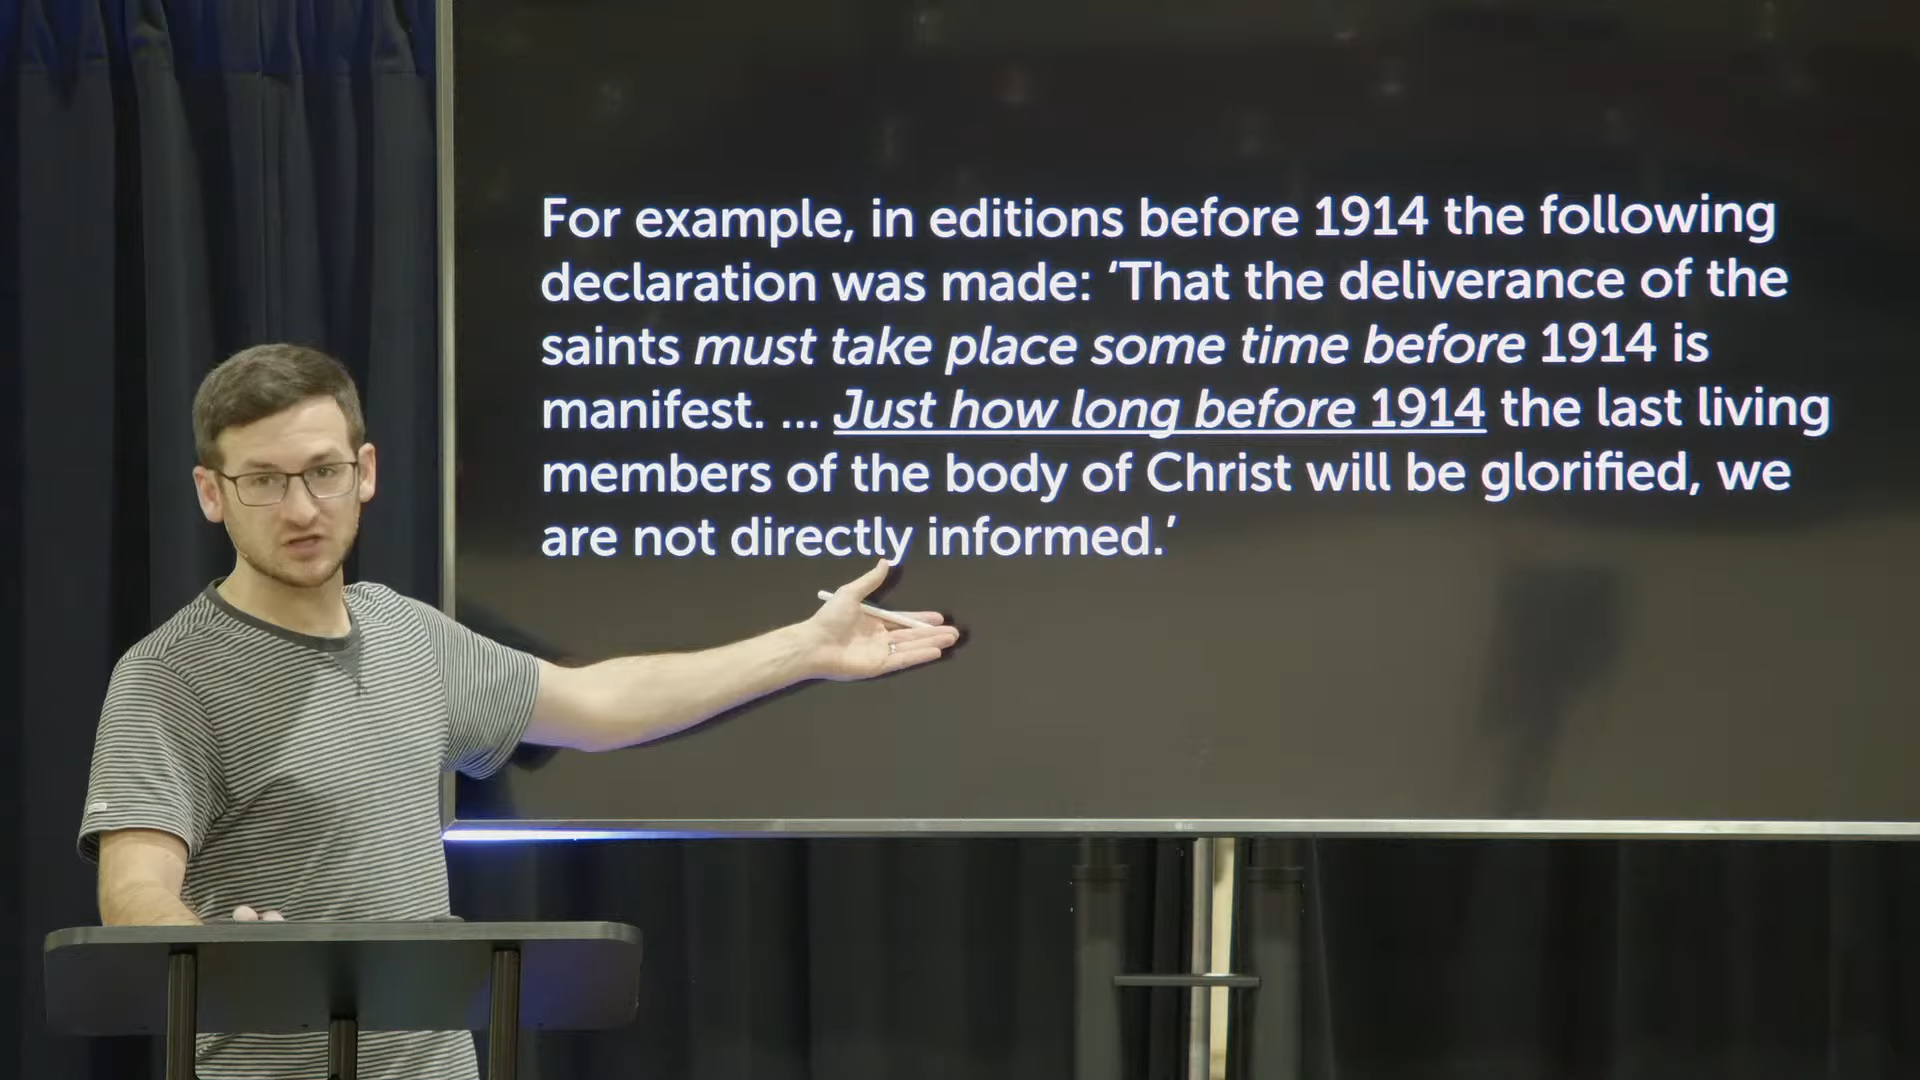 For example, in editions before 1914 the following
declaration was made: ‘That the deliverance of the
saints must take place some time before 1914 is
manifest. ... Just how long before 1914 the last living
members of the body of Christ will be glorified, we
are not directly informed.’
LG